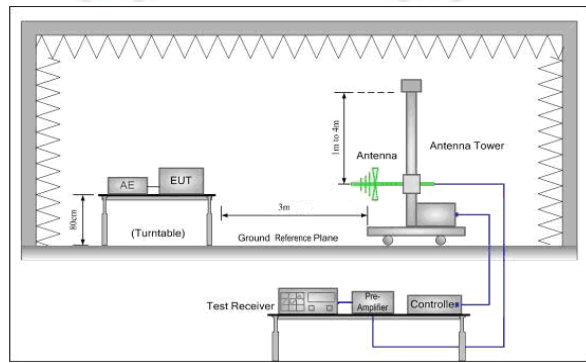 1m to 4m
Antenna
Antenna Tower
AE
EUT
80cm
(Turntable)
3m
Ground Reference Plane
Test Receiver
Pre-
Amplifier
Controller